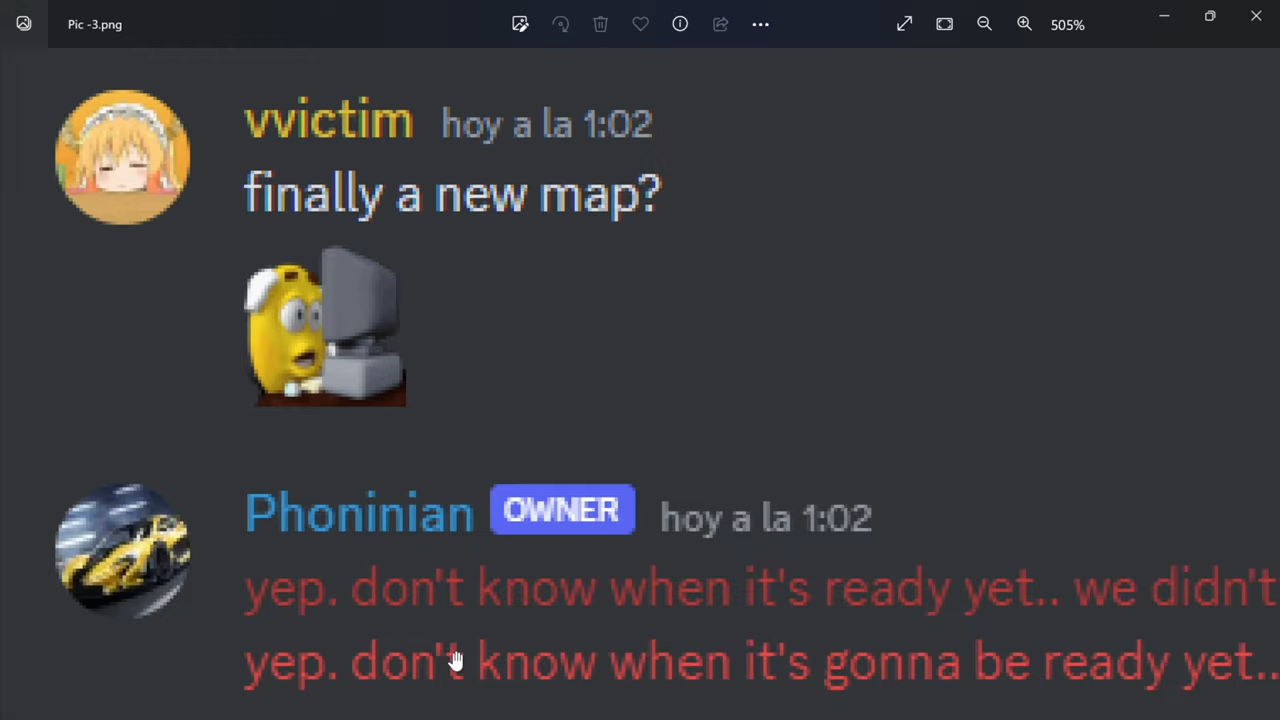 Pic -3.png
505%
vvictim hoy a la 1:02
finally a new map?
Phoninian OWNER hoy a la 1:02
yep. don't know when it's ready yet.. we didn't
yep. don't know when it's gonna be ready yet..